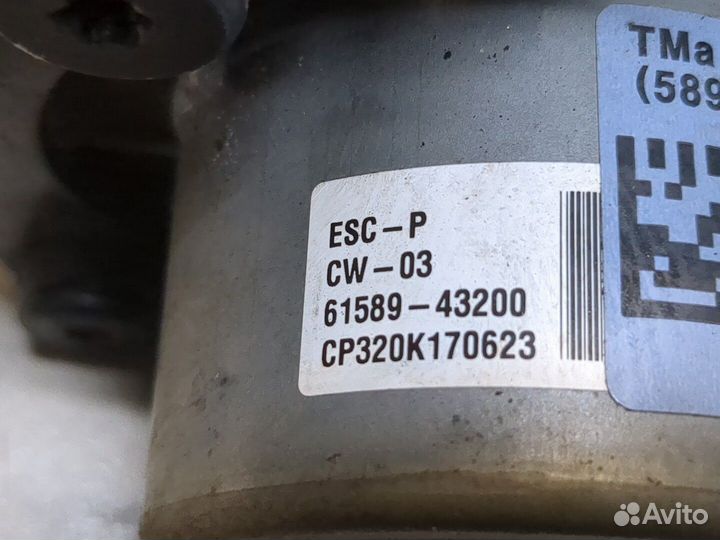 ESC-P
CW-03
61589-43200
CP320K170623
TMa
(589
Avito